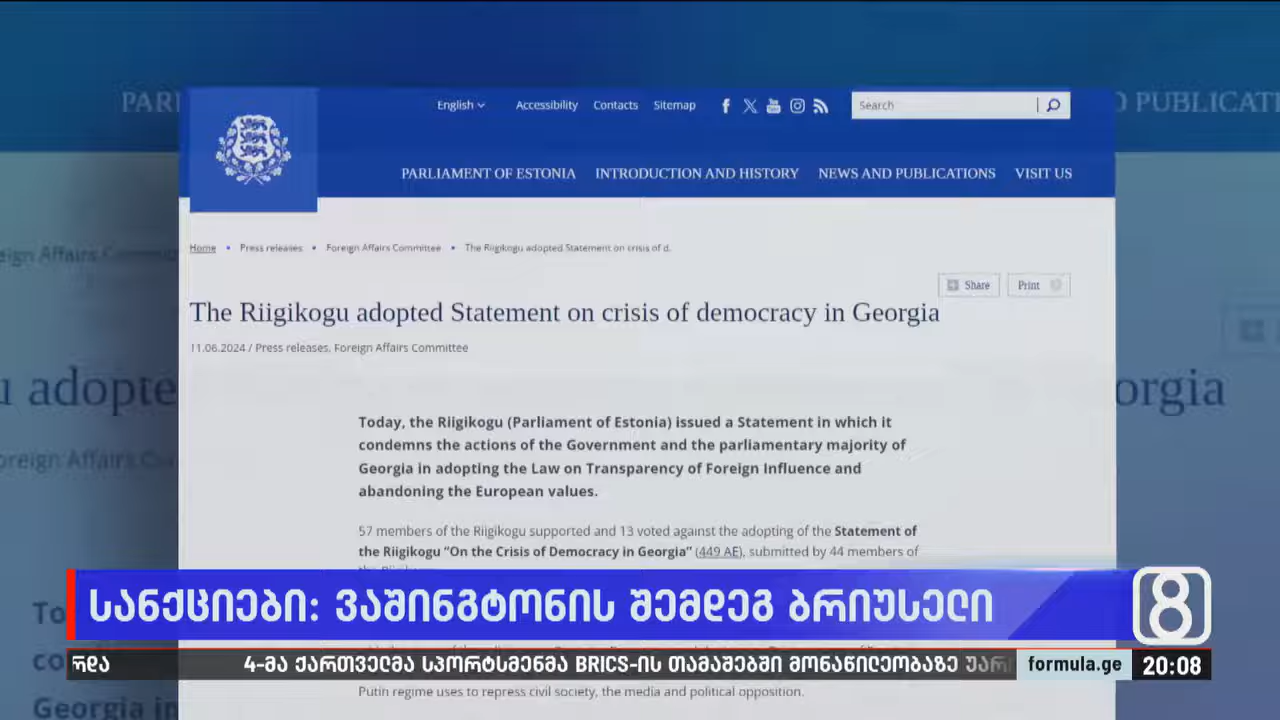 English
Accessibility
Contacts
Sitemap
Search
PARLIAMENT OF ESTONIA
INTRODUCTION AND HISTORY
NEWS AND PUBLICATIONS
VISIT US
Home • Press releases • Foreign Affairs Committee • The Riigikogu adopted Statement on crisis of d.
Share
Print
The Riigikogu adopted Statement on crisis of democracy in Georgia
11.06.2024 / Press releases, Foreign Affairs Committee
Today, the Riigikogu (Parliament of Estonia) issued a Statement in which it
condemns the actions of the Government and the parliamentary majority of
Georgia in adopting the Law on Transparency of Foreign Influence and
abandoning the European values.
57 members of the Riigikogu supported and 13 voted against the adopting of the Statement of
the Riigikogu “On the Crisis of Democracy in Georgia” (449 AE), submitted by 44 members of
სანქციები: ვაშინგტონის შემდეგ ბრიუსელი
8
რდა
4-მა ქართველმა სპორტსმენმა BRICS-ის თამაშებში მონაწილეობაზე უარი
formula.ge
20:08
Putin regime uses to repress civil society, the media and political opposition.